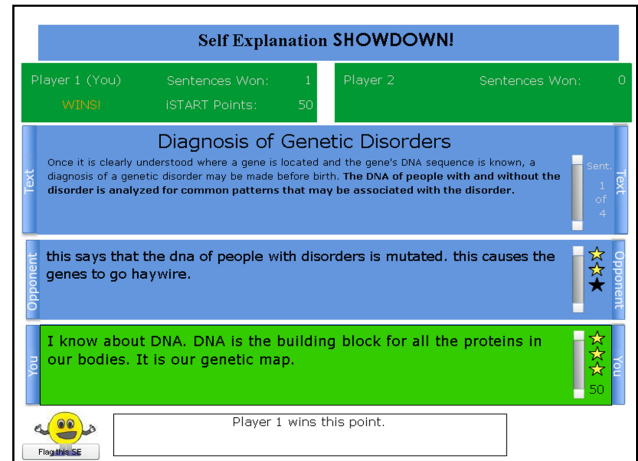 Self Explanation SHOWDOWN!
Player 1 (You) Sentences Won: 1
WINS! iSTART Points: 50
Player 2 Sentences Won: 0
Text
Diagnosis of Genetic Disorders
Once it is clearly understood where a gene is located and the gene's DNA sequence is known, a
diagnosis of a genetic disorder may be made before birth. The DNA of people with and without the
disorder is analyzed for common patterns that may be associated with the disorder.
Sent.
1
of
4
Text
Opponent
this says that the dna of people with disorders is mutated. this causes the
genes to go haywire.
Opponent
You
I know about DNA. DNA is the building block for all the proteins in
our bodies. It is our genetic map.
50
You
Flag this SE
Player 1 wins this point.